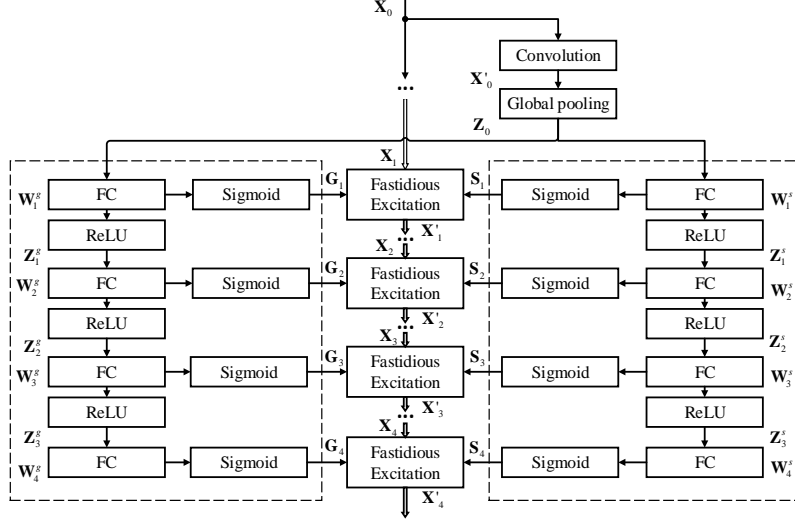 X₀
Convolution
X'₀
Global pooling
Z₀
X₁
W₁ᵍ FC Sigmoid G₁ Fastidious Excitation S₁ Sigmoid FC W₁ˢ
ReLU X'₁ ReLU
Z₁ᵍ X₂ Z₁ˢ
W₂ᵍ FC Sigmoid G₂ Fastidious Excitation S₂ Sigmoid FC W₂ˢ
ReLU X'₂ ReLU
Z₂ᵍ X₃ Z₂ˢ
W₃ᵍ FC Sigmoid G₃ Fastidious Excitation S₃ Sigmoid FC W₃ˢ
ReLU X'₃ ReLU
Z₃ᵍ X₄ Z₃ˢ
W₄ᵍ FC Sigmoid G₄ Fastidious Excitation S₄ Sigmoid FC W₄ˢ
X'₄